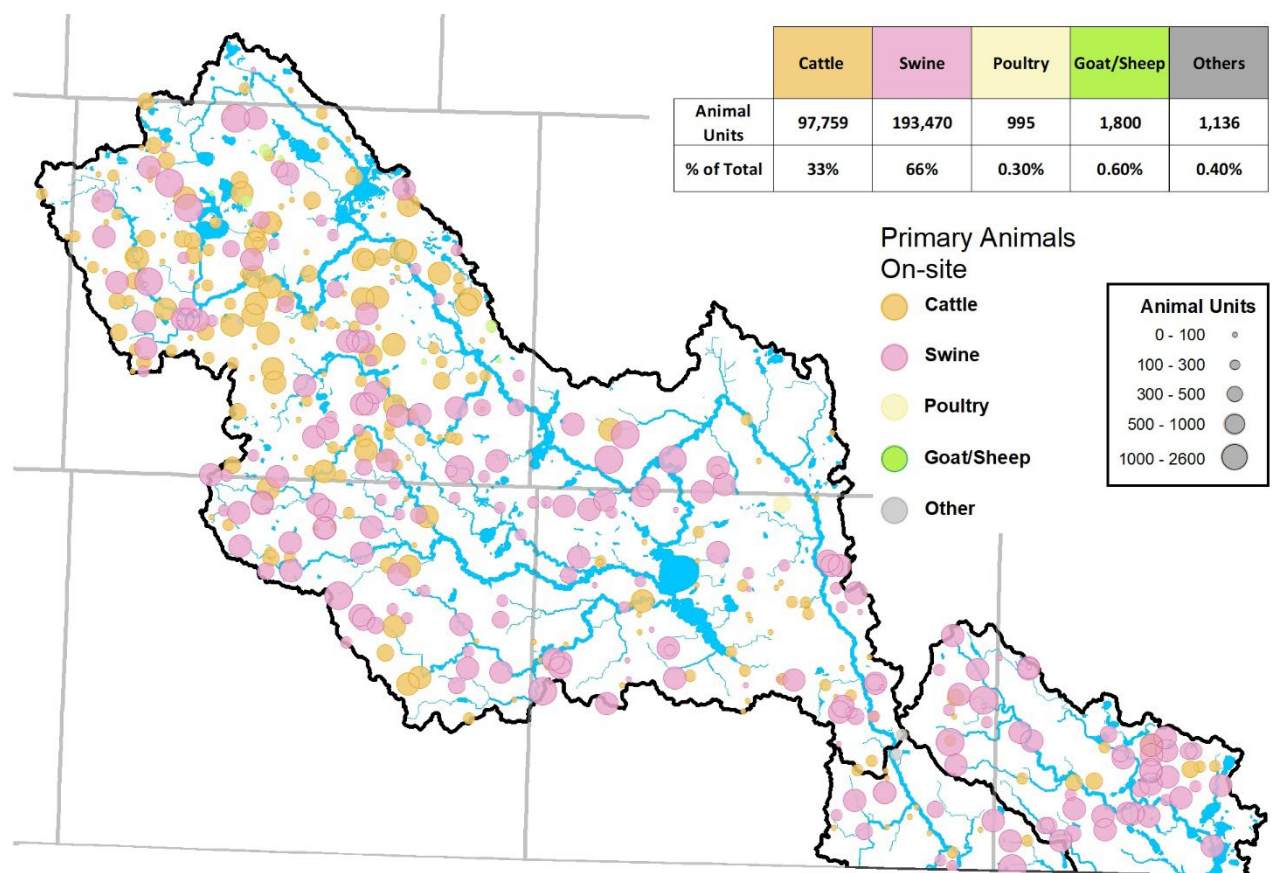 Cattle Swine Poultry Goat/Sheep Others
Animal Units 97,759 193,470 995 1,800 1,136
% of Total 33% 66% 0.30% 0.60% 0.40%
Primary Animals
On-site
Cattle
Swine
Poultry
Goat/Sheep
Other
Animal Units
0 - 100
100 - 300
300 - 500
500 - 1000
1000 - 2600